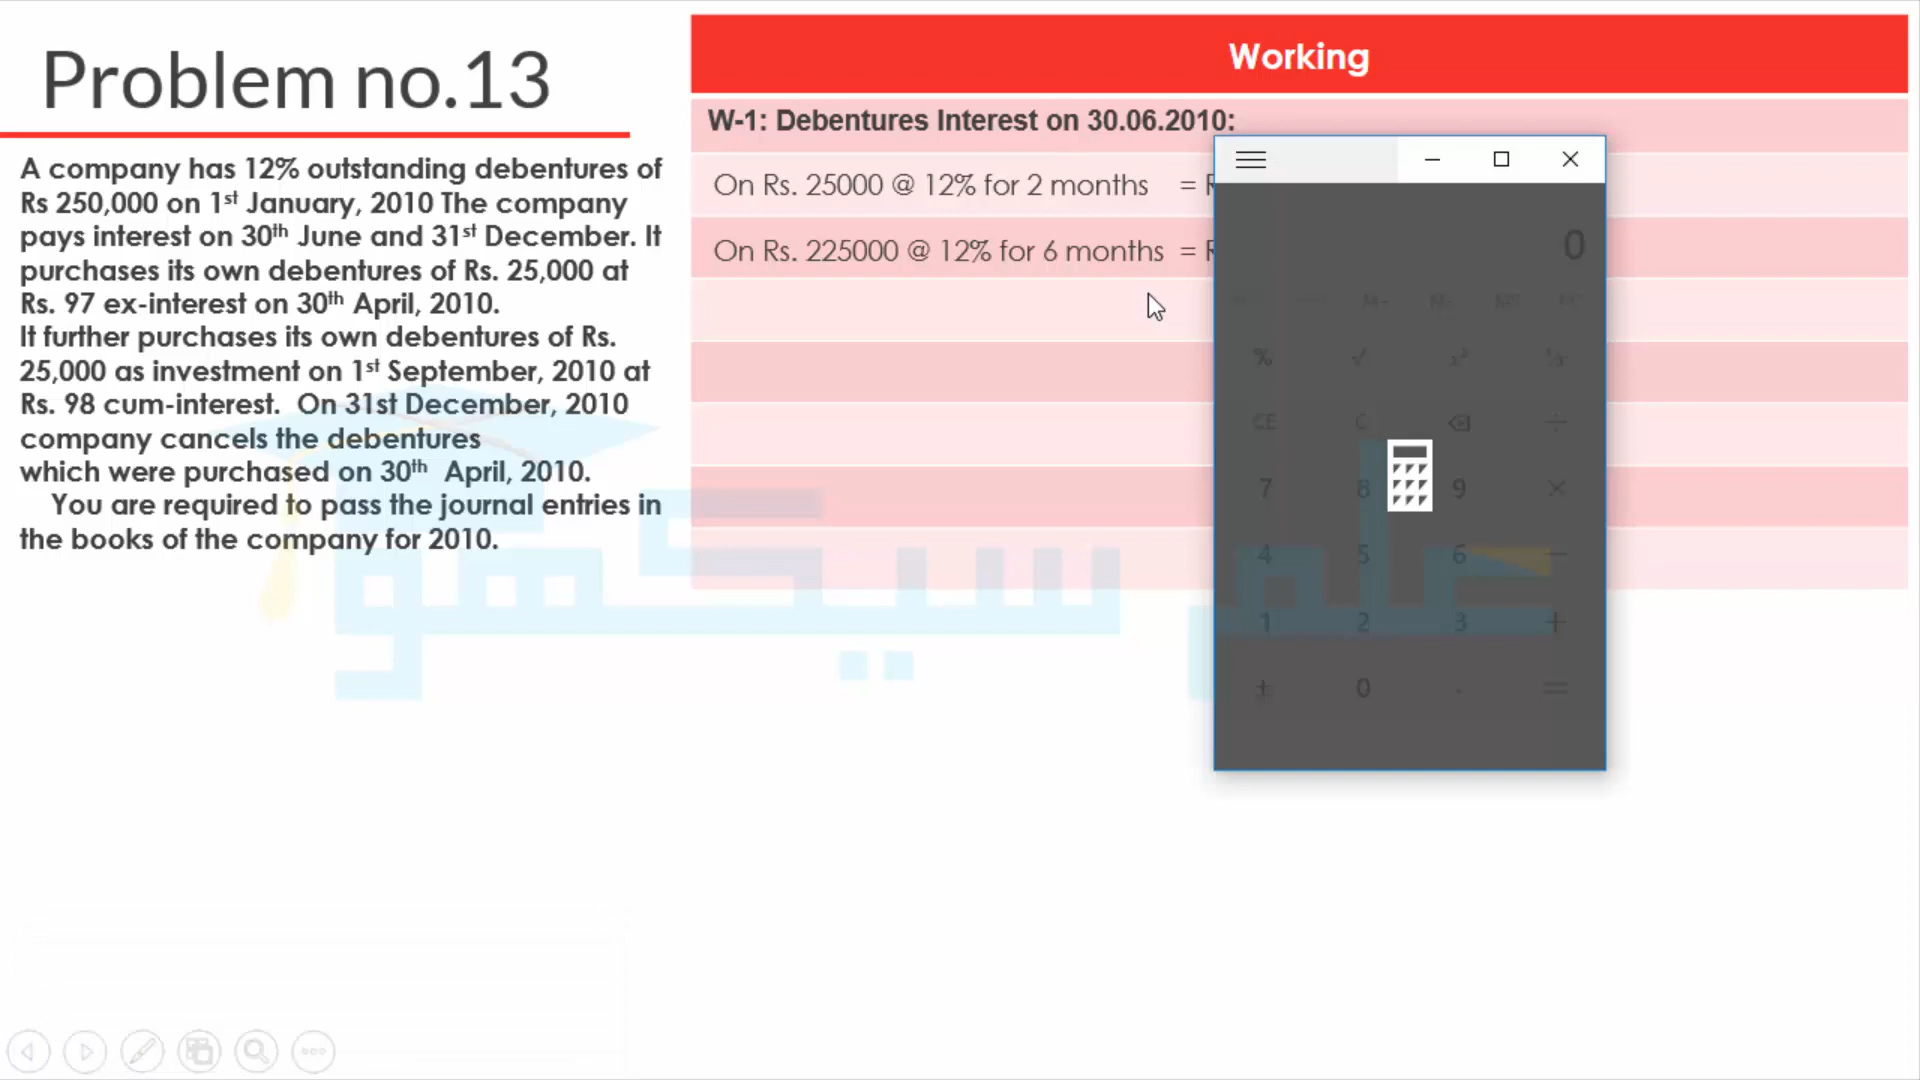 Problem no.13
A company has 12% outstanding debentures of
Rs 250,000 on 1st January, 2010 The company
pays interest on 30th June and 31st December. It
purchases its own debentures of Rs. 25,000 at
Rs. 97 ex-interest on 30th April, 2010.
It further purchases its own debentures of Rs.
25,000 as investment on 1st September, 2010 at
Rs. 98 cum-interest. On 31st December, 2010
company cancels the debentures
which were purchased on 30th April, 2010.
You are required to pass the journal entries in
the books of the company for 2010.
Working
W-1: Debentures Interest on 30.06.2010:
On Rs. 25000 @ 12% for 2 months = R
On Rs. 225000 @ 12% for 6 months = R
0
% √ x² ¹/x
CE C ÷
7 8 9 ×
4 5 6 −
1 2 3 +
± 0 . =
علم سیکھو